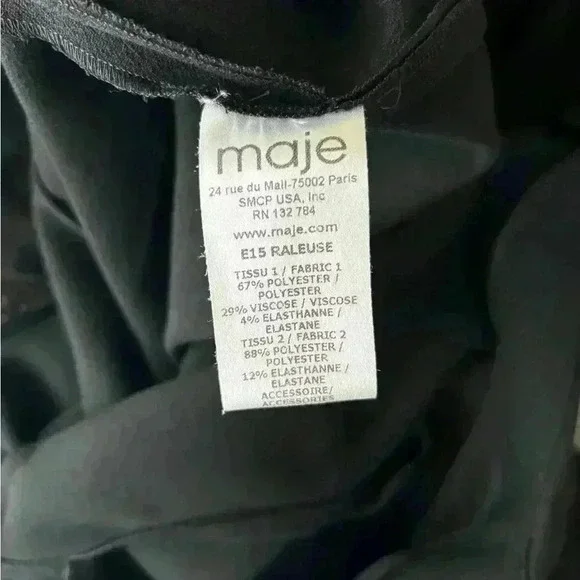 maje
24 rue du Mail-75002 Paris
SMCP USA, Inc
RN 132 784
www.maje.com
E15 RALEUSE
TISSU 1 / FABRIC 1
67% POLYESTER /
POLYESTER
29% VISCOSE / VISCOSE
4% ELASTHANNE /
ELASTANE
TISSU 2 / FABRIC 2
88% POLYESTER /
POLYESTER
12% ELASTHANNE /
ELASTANE
ACCESSOIRE/
ACCESSORIES